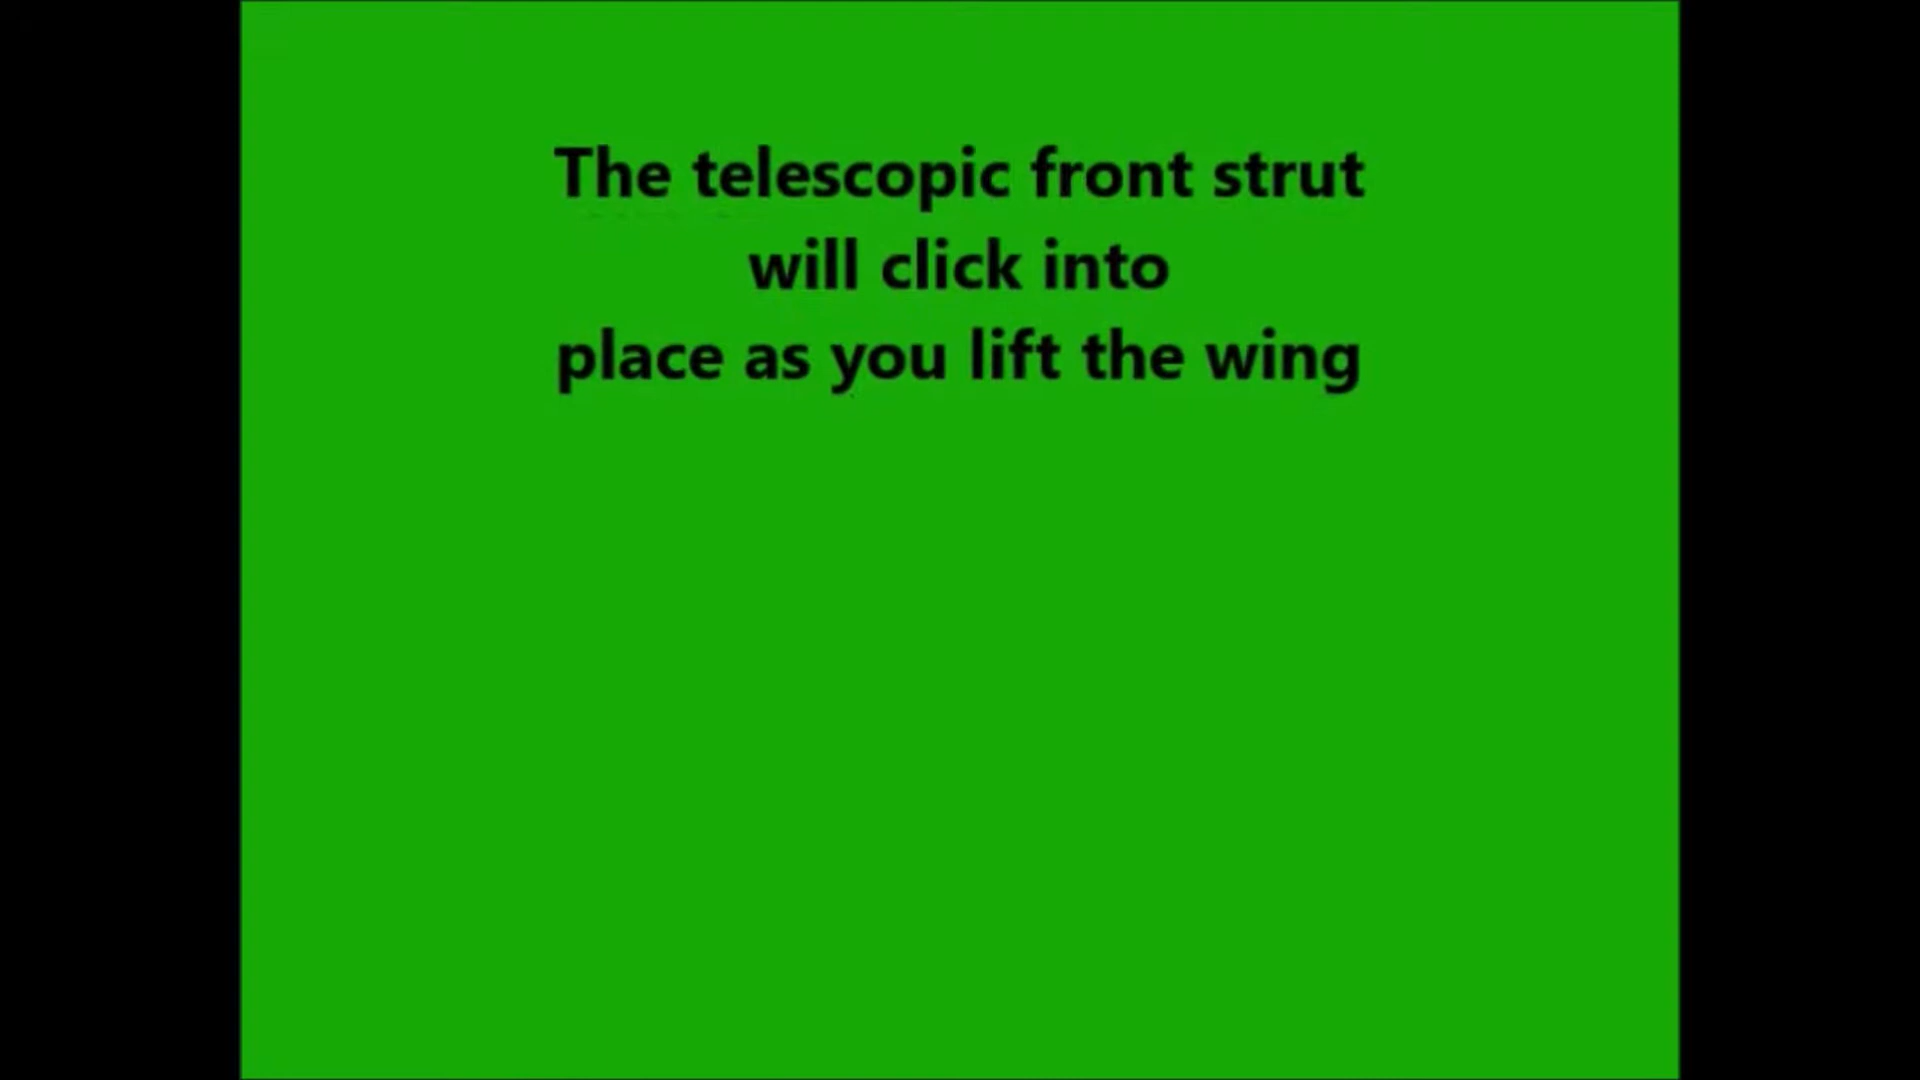 The telescopic front strut
will click into
place as you lift the wing